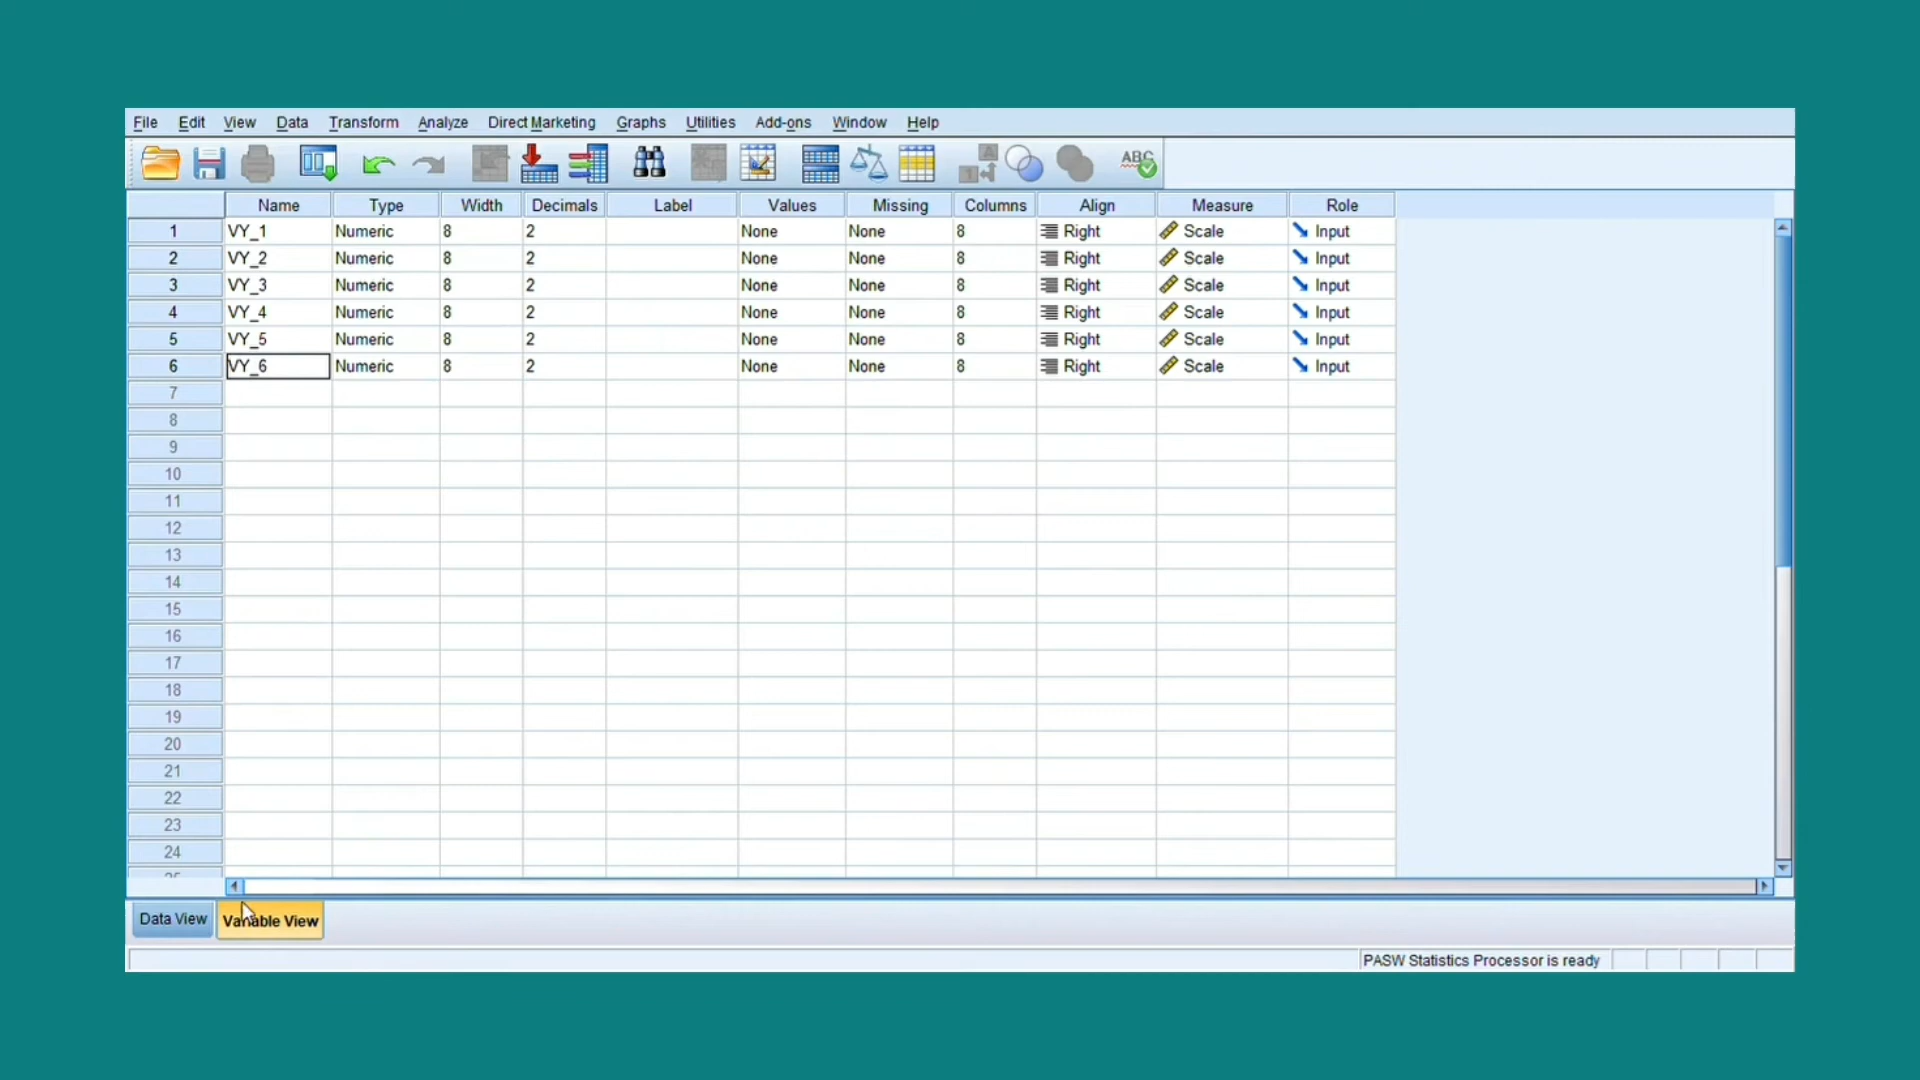 File Edit View Data Transform Analyze Direct Marketing Graphs Utilities Add-ons Window Help
ABC
A
1
Name Type Width Decimals Label Values Missing Columns Align Measure Role
1 VY_1 Numeric 8 2 None None 8 Right Scale Input
2 VY_2 Numeric 8 2 None None 8 Right Scale Input
3 VY_3 Numeric 8 2 None None 8 Right Scale Input
4 VY_4 Numeric 8 2 None None 8 Right Scale Input
5 VY_5 Numeric 8 2 None None 8 Right Scale Input
6 VY_6 Numeric 8 2 None None 8 Right Scale Input
7
8
9
10
11
12
13
14
15
16
17
18
19
20
21
22
23
24
Data View Variable View
PASW Statistics Processor is ready